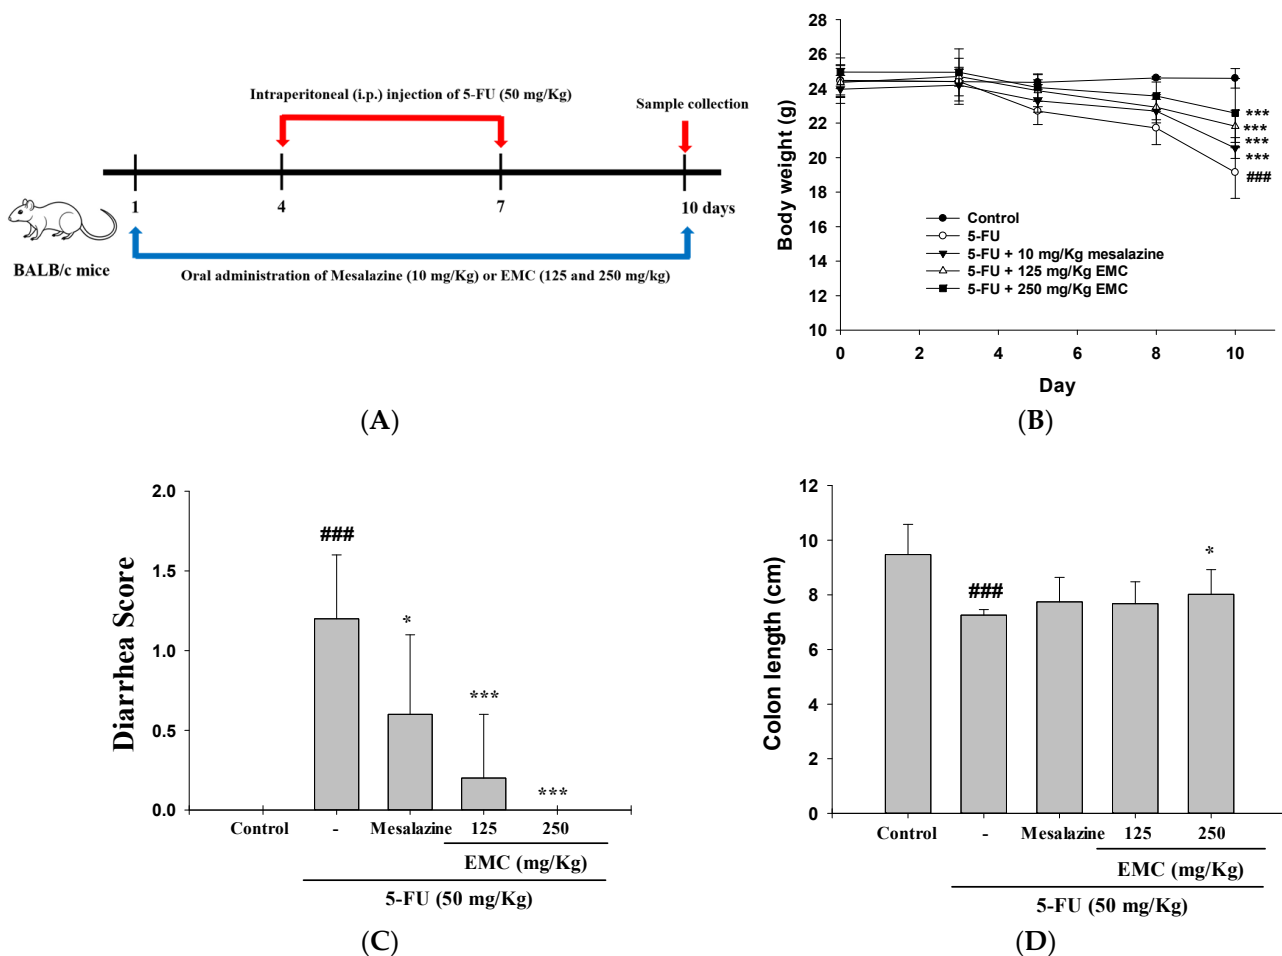 Intraperitoneal (i.p.) injection of 5-FU (50 mg/Kg)
Sample collection
1
4
7
10 days
BALB/c mice
Oral administration of Mesalazine (10 mg/Kg) or EMC (125 and 250 mg/kg)
(A)
Body weight (g)
28
26
24
22
20
18
16
14
12
10
0
2
4
6
8
10
Day
***
***
***
***
###
Control
5-FU
5-FU + 10 mg/Kg mesalazine
5-FU + 125 mg/Kg EMC
5-FU + 250 mg/Kg EMC
(B)
Diarrhea Score
2.0
1.5
1.0
0.5
0.0
###
*
***
***
Control
-
Mesalazine
125
250
EMC (mg/Kg)
5-FU (50 mg/Kg)
(C)
Colon length (cm)
12
10
8
6
4
2
0
###
*
Control
-
Mesalazine
125
250
EMC (mg/Kg)
5-FU (50 mg/Kg)
(D)